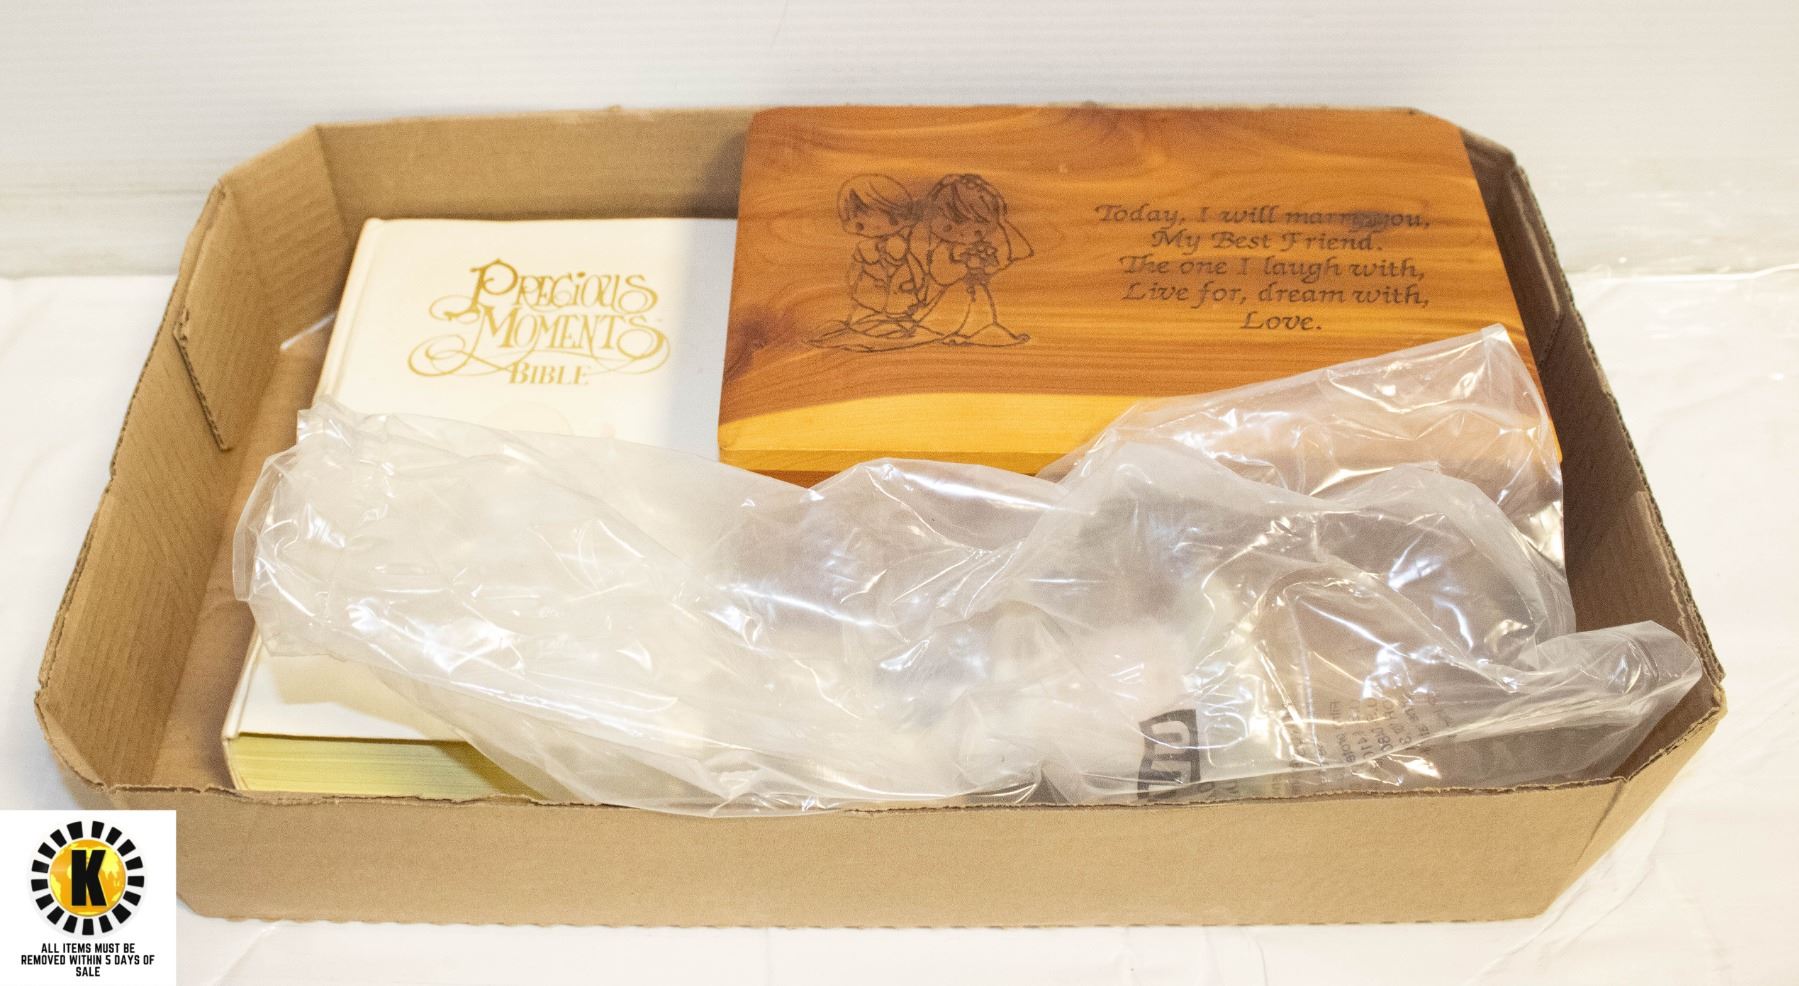 PRECIOUS
MOMENTS
BIBLE
Today, I will marry you,
My Best Friend.
The one I laugh with,
Live for, dream with,
Love.
K
ALL ITEMS MUST BE
REMOVED WITHIN 5 DAYS OF
SALE